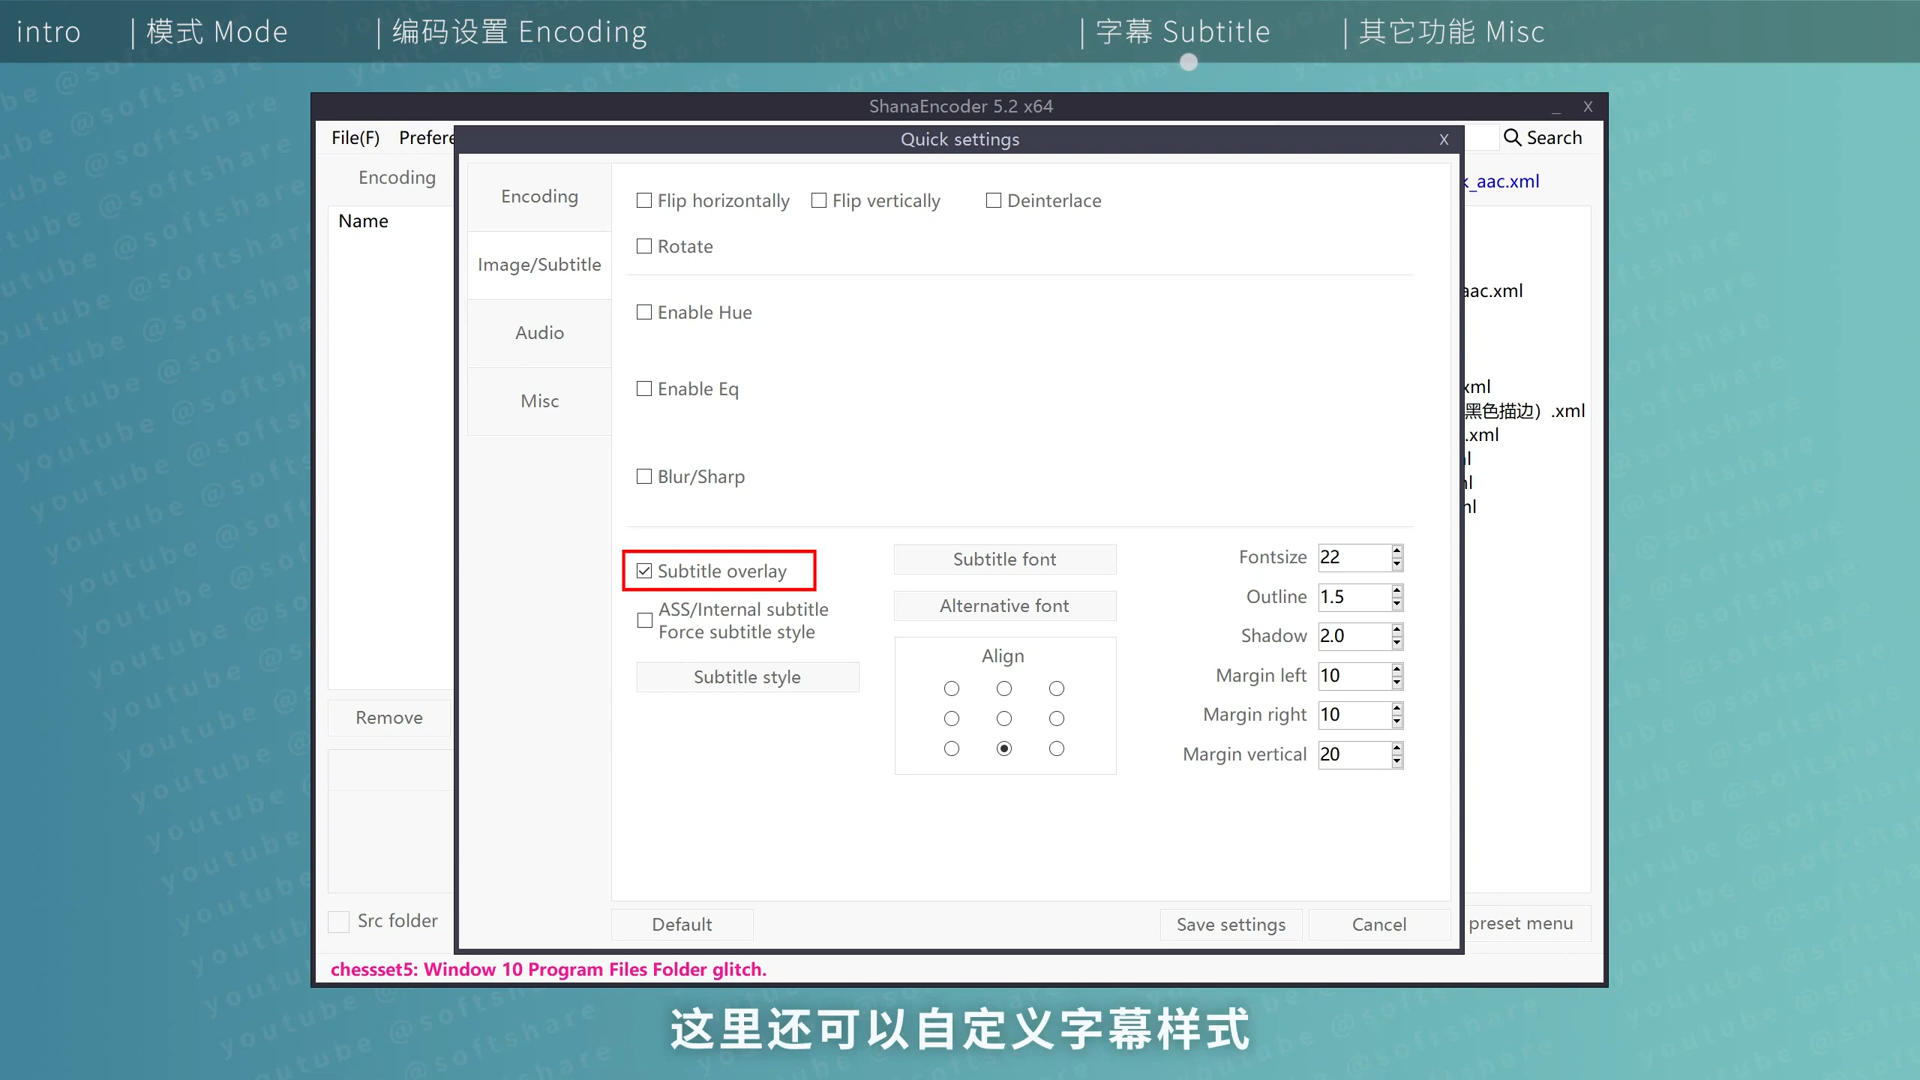 intro | 模式 Mode | 编码设置 Encoding | 字幕 Subtitle | 其它功能 Misc
ShanaEncoder 5.2 x64 _ X
File(F) Prefere
Search
Quick settings X
Encoding
k_aac.xml
Name
Encoding
Image/Subtitle
Audio
Misc
Flip horizontally Flip vertically Deinterlace
Rotate
Enable Hue
Enable Eq
Blur/Sharp
aac.xml
xml
黑色描边）.xml
.xml
Subtitle overlay
ASS/Internal subtitle
Force subtitle style
Subtitle style
Subtitle font
Alternative font
Align
Fontsize 22
Outline 1.5
Shadow 2.0
Margin left 10
Margin right 10
Margin vertical 20
Remove
Src folder
Default Save settings Cancel
preset menu
chessset5: Window 10 Program Files Folder glitch.
这里还可以自定义字幕样式
youtube @softshare